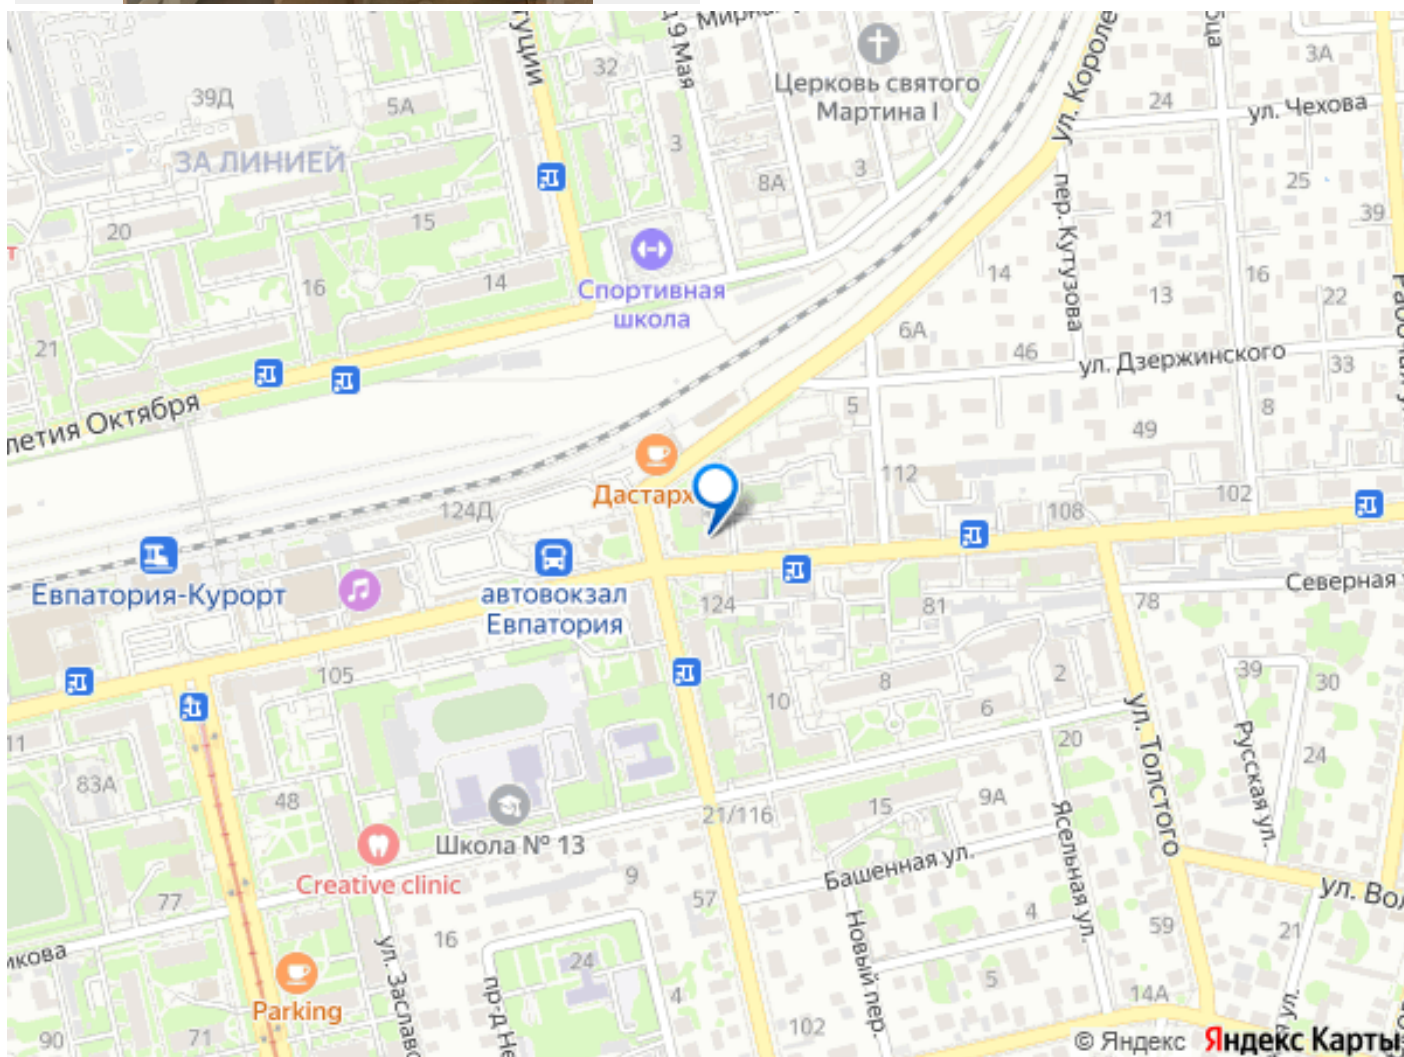 Мирна
д 9 Мая
32
39Д
5А
ЗА ЛИНИЕЙ
Церковь святого
Мартина I
3А
24
ул. Чехова
ул. Короле
3
8А
3
25
39
20
15
21
пер. Кутузова
Спортивная
школа
16
14
14
13
16
22
6А
46
ул. Дзержинского
33
21
летия Октября
5
8
49
Дастарх
112
102
124Д
108
Евпатория-Курорт
автовокзал
Евпатория
124
81
78
Северная
105
10
8
2
6
39
30
11
20
ул. Толстого
Русская ул.
24
83А
48
Школа № 13
21/116
15
9А
Башенная ул.
Ясельная ул.
Creative clinic
9
57
77
16
ул. Заслав
Новый пер.
4
59
21
24
5
4
14А
Parking
90
71
102
© Яндекс
Яндекс Карты